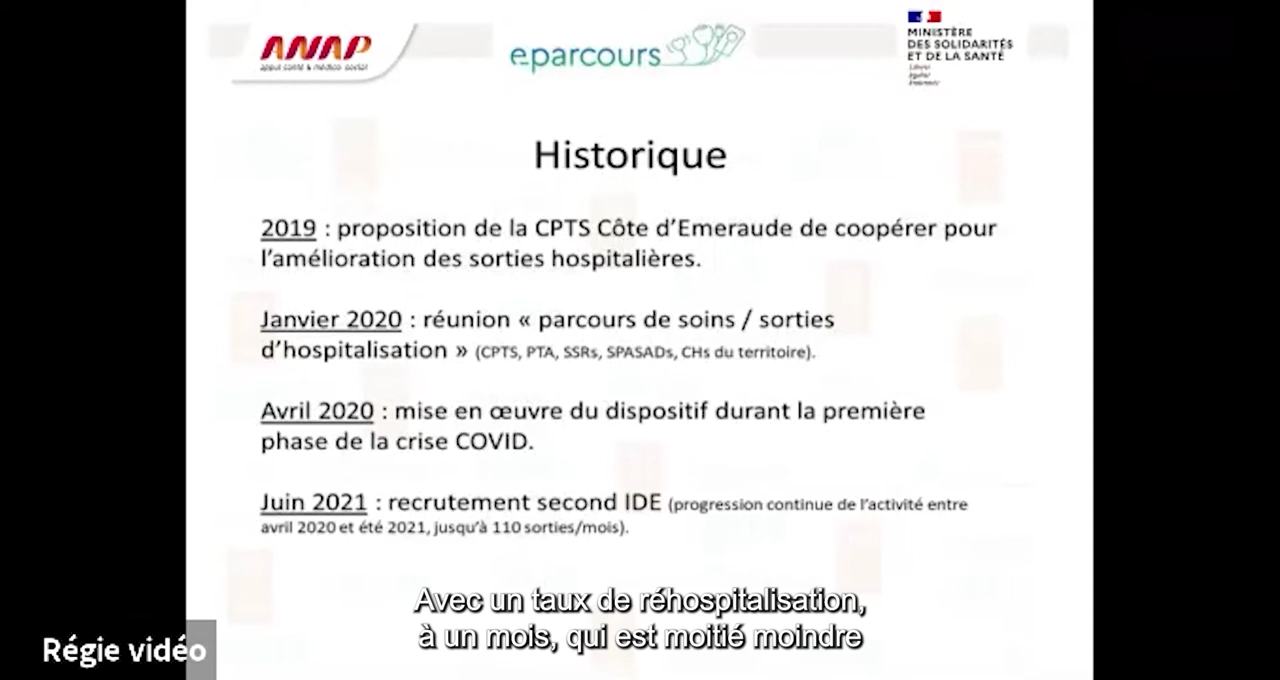 ANAP
appui santé & médico-social
eparcours
MINISTÈRE
DES SOLIDARITÉS
ET DE LA SANTÉ
Liberté
Égalité
Fraternité
Historique
2019 : proposition de la CPTS Côte d'Emeraude de coopérer pour
l'amélioration des sorties hospitalières.
Janvier 2020 : réunion « parcours de soins / sorties
d'hospitalisation » (CPTS, PTA, SSRs, SPASADs, CHs du territoire).
Avril 2020 : mise en œuvre du dispositif durant la première
phase de la crise COVID.
Juin 2021 : recrutement second IDE (progression continue de l'activité entre
avril 2020 et été 2021, jusqu'à 110 sorties/mois).
Avec un taux de réhospitalisation,
à un mois, qui est moitié moindre
Régie vidéo